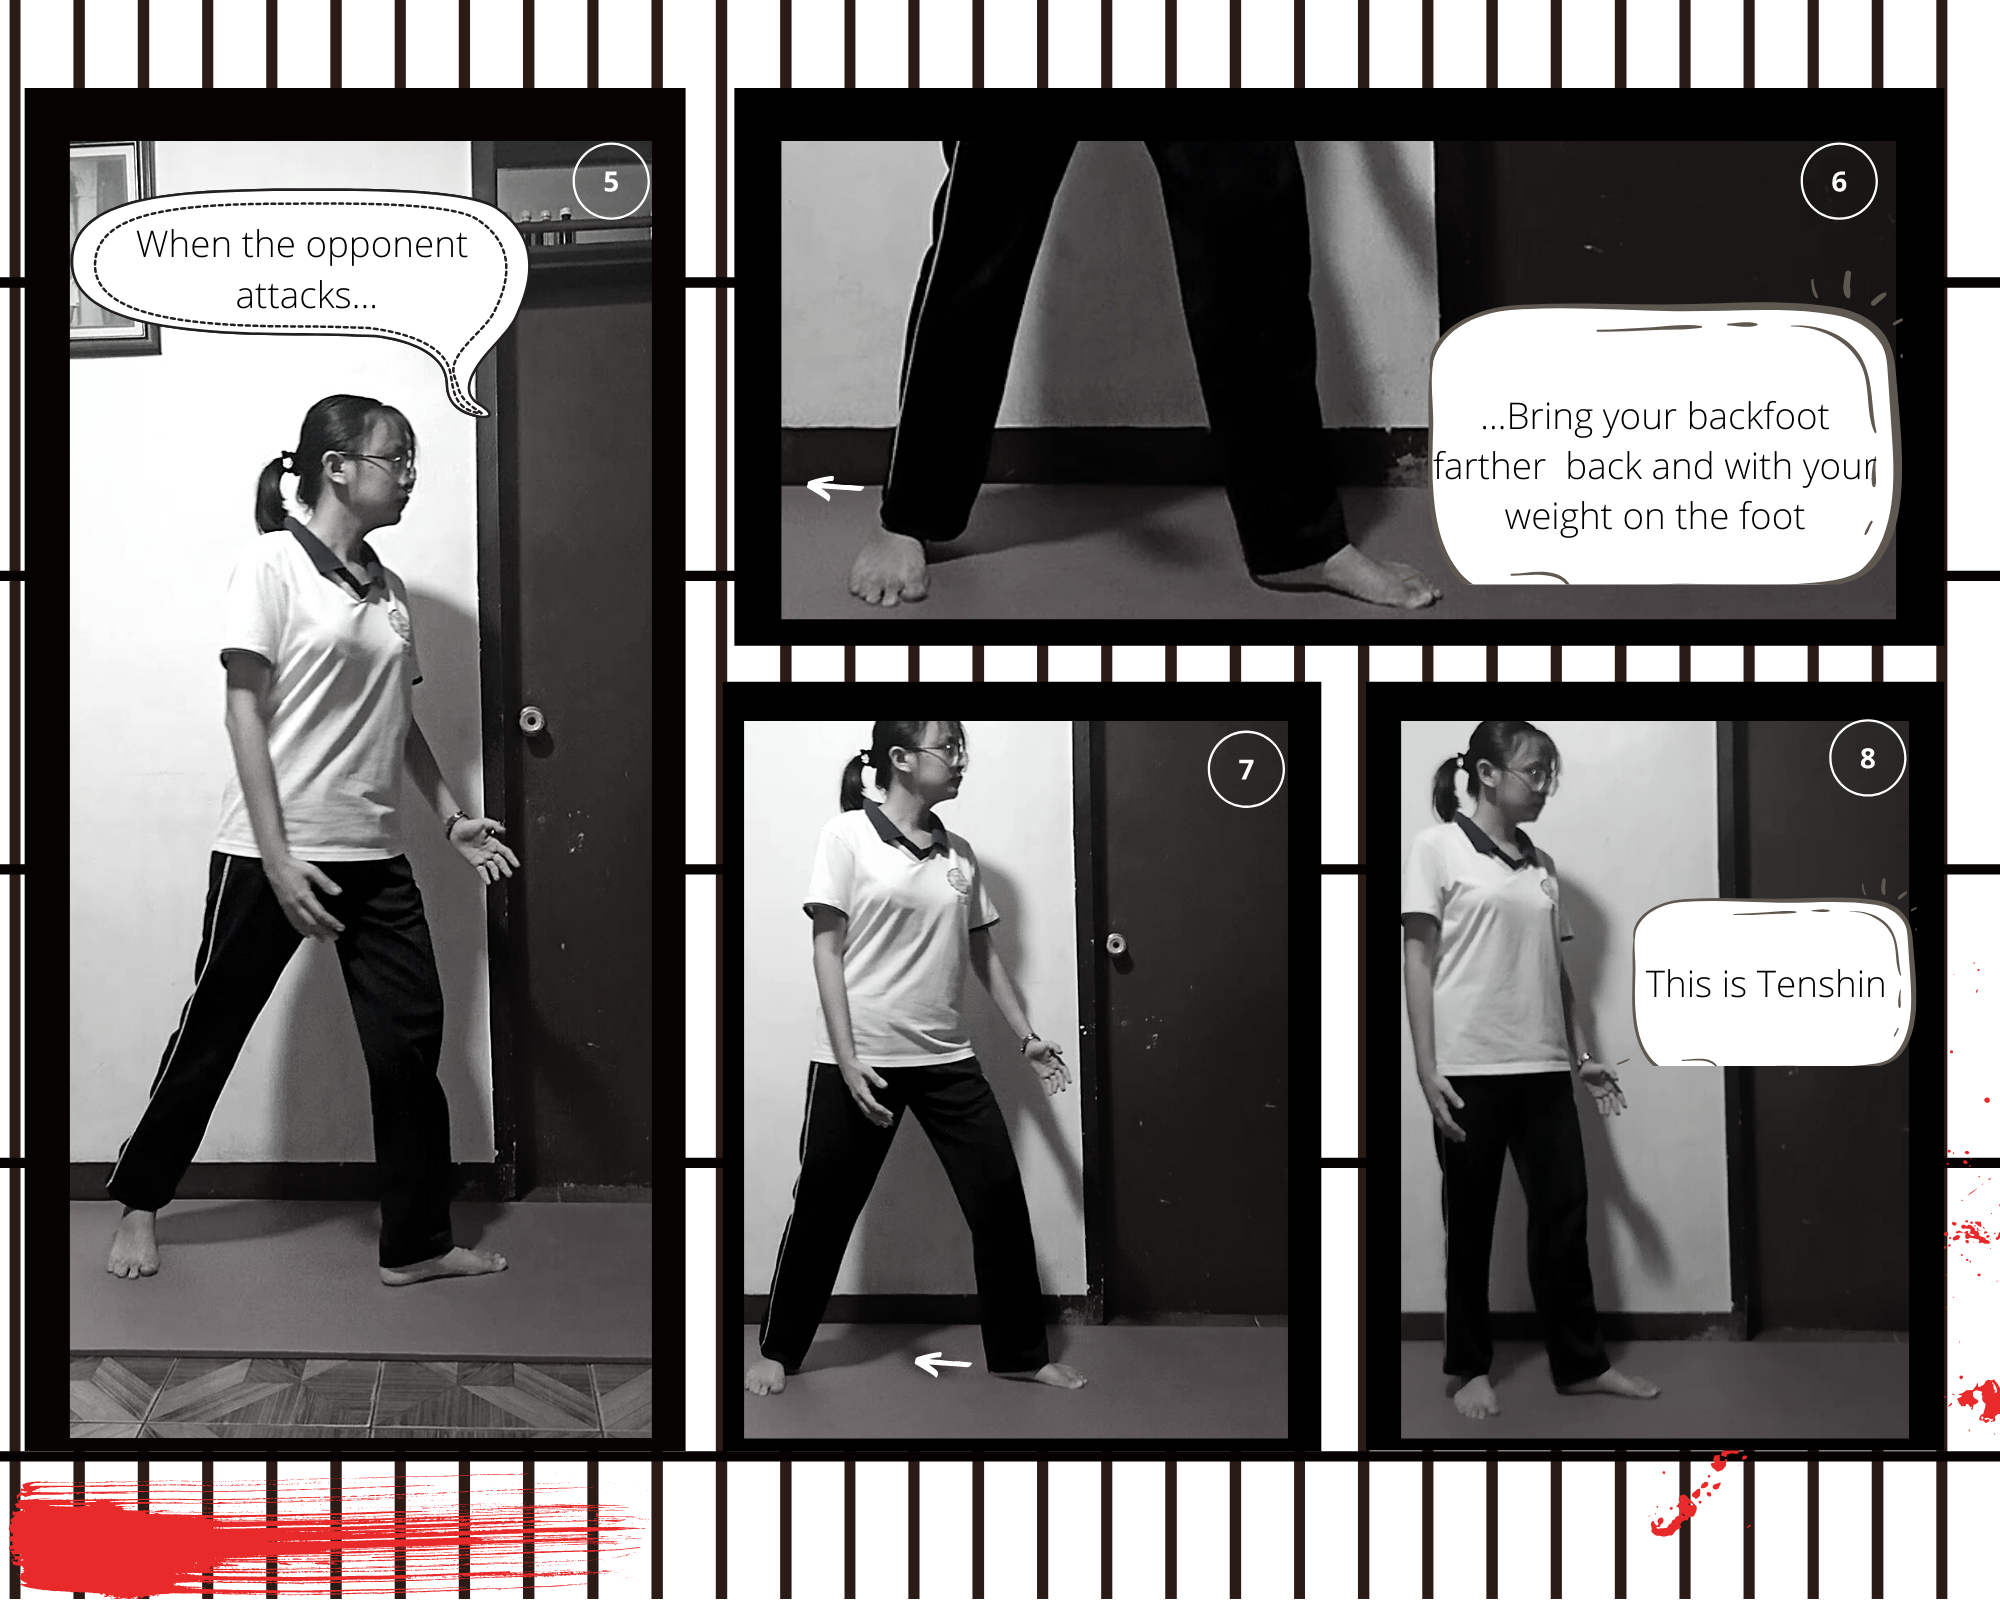 5
When the opponent
attacks...
6
...Bring your backfoot
farther back and with your
weight on the foot
7
8
This is Tenshin